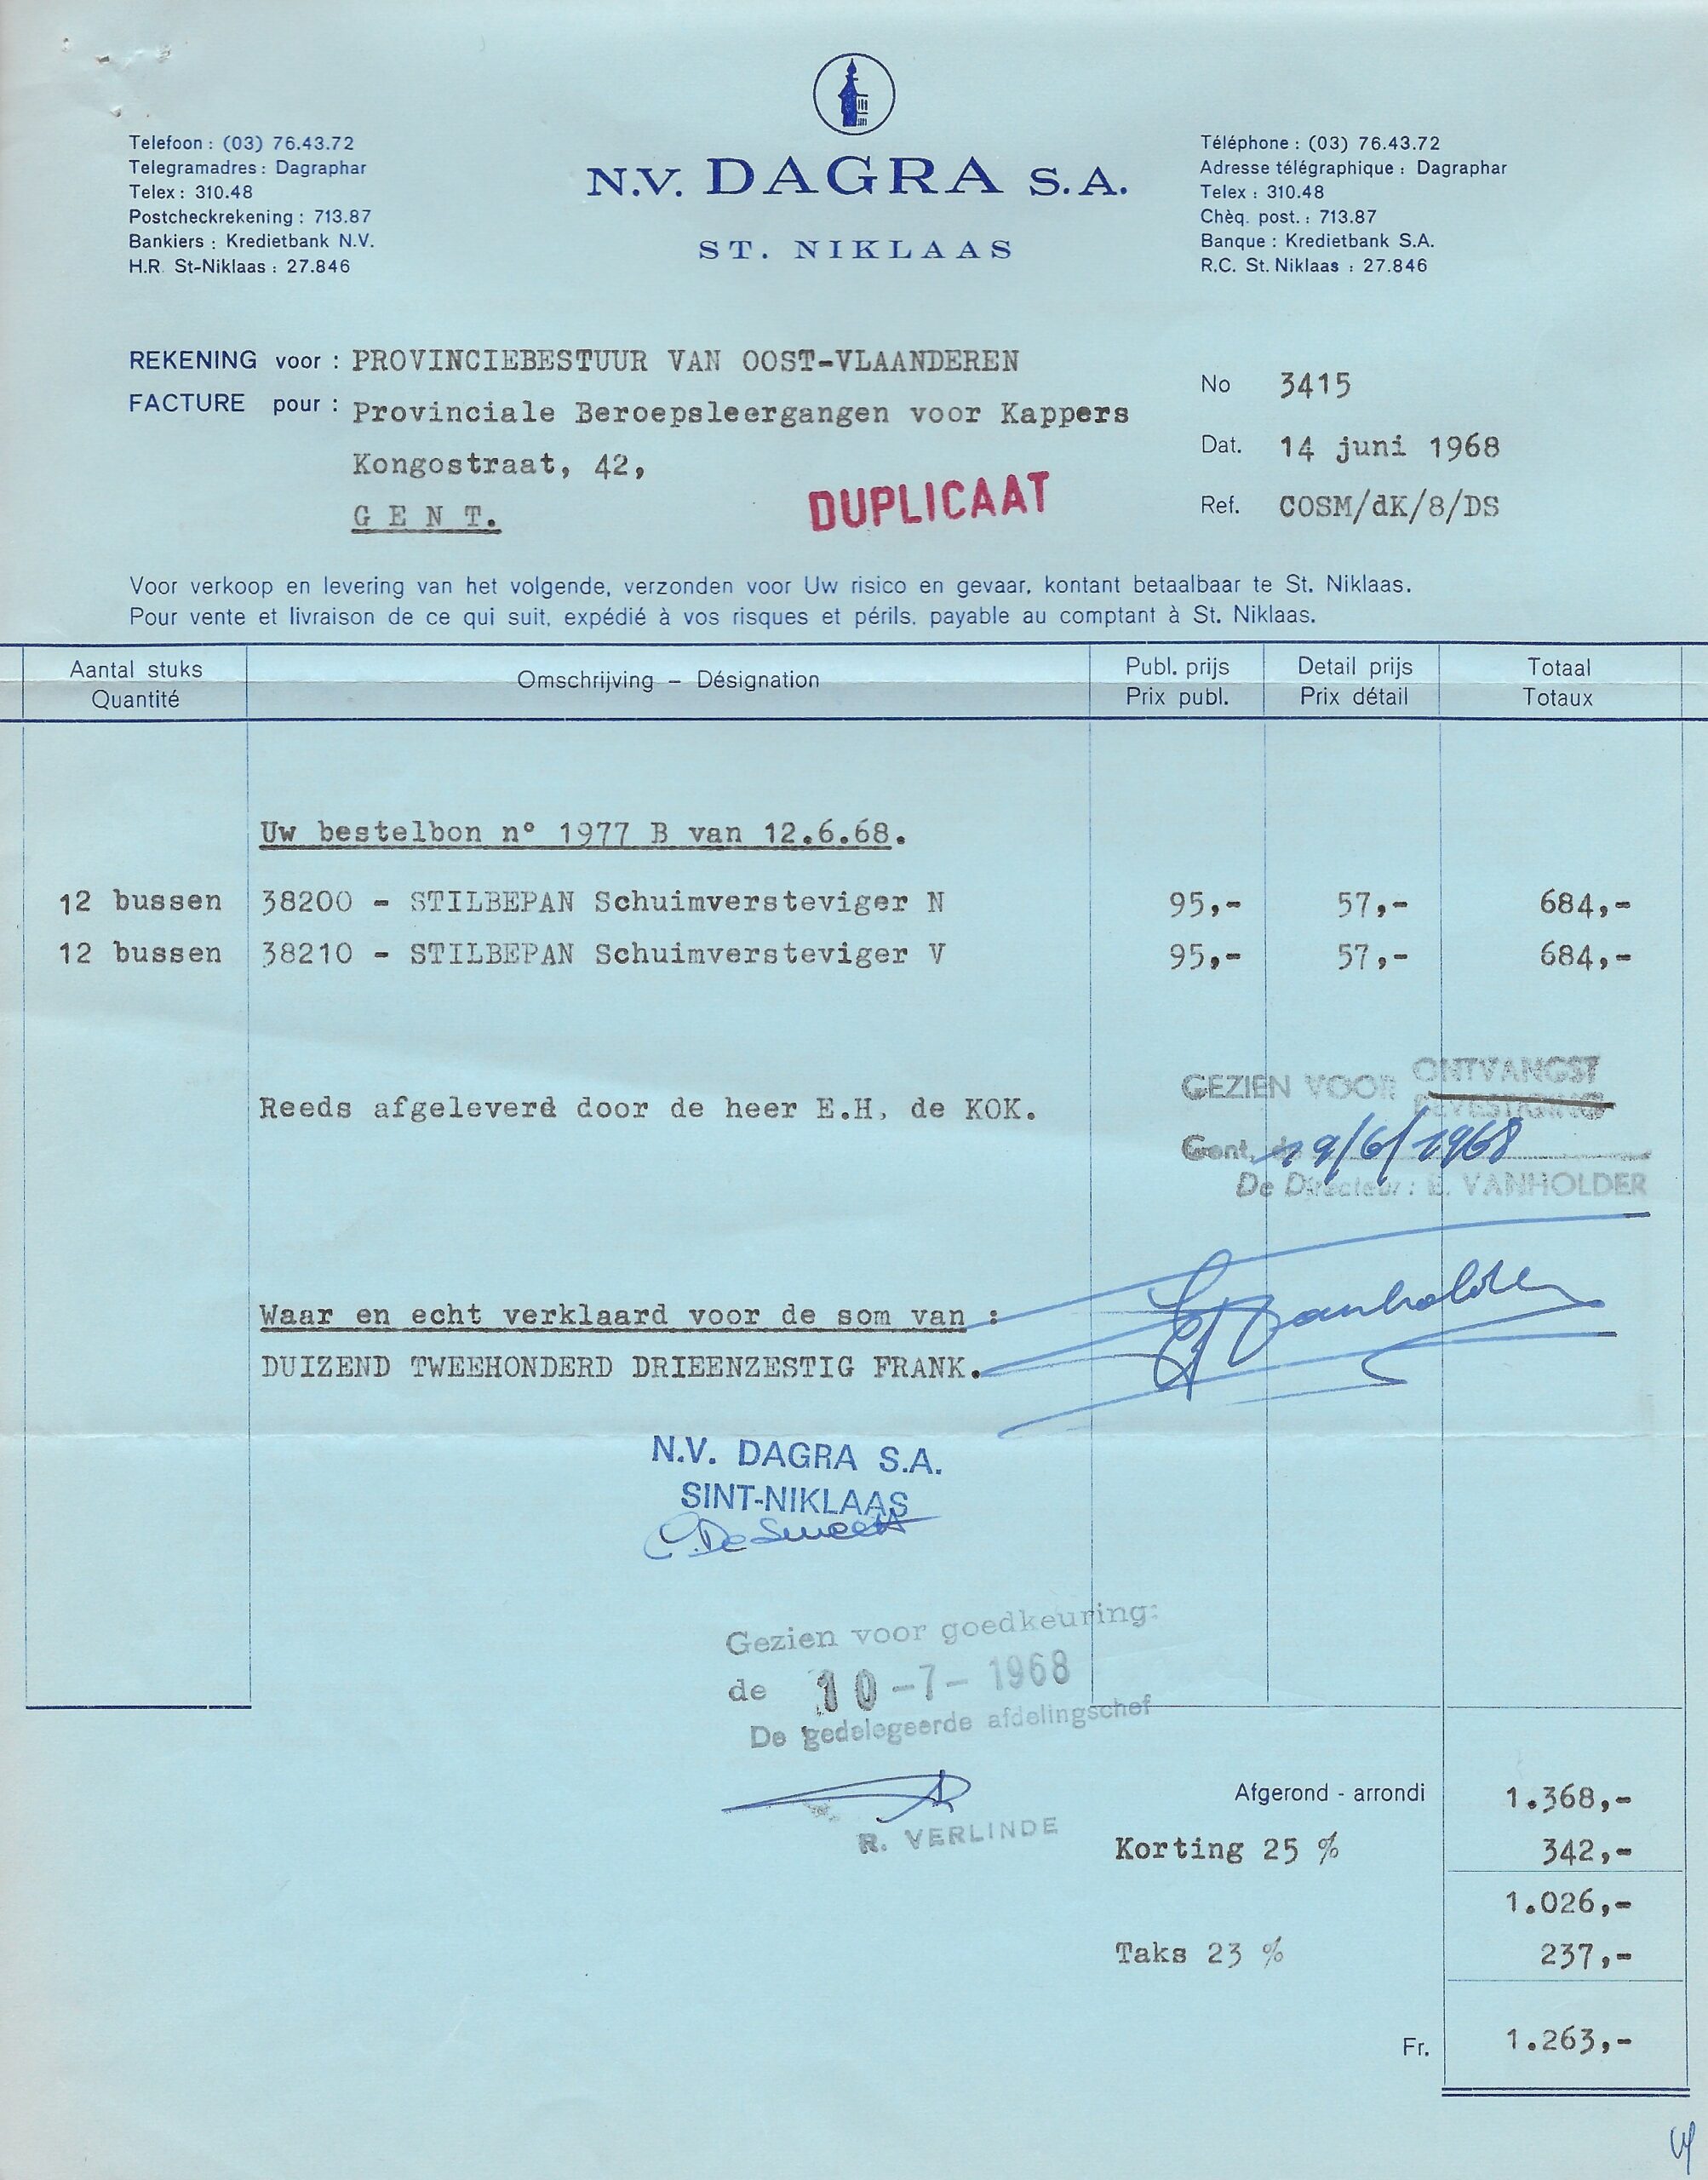 Telefoon : (03) 76.43.72
Telegramadres : Dagraphar
Telex : 310.48
Postcheckrekening : 713.87
Bankiers : Kredietbank N.V.
H.R. St-Niklaas : 27.846
N.V. DAGRA S.A.
ST. NIKLAAS
Téléphone : (03) 76.43.72
Adresse télégraphique : Dagraphar
Telex : 310.48
Chèq. post. : 713.87
Banque : Kredietbank S.A.
R.C. St. Niklaas : 27.846
REKENING voor : PROVINCIEBESTUUR VAN OOST-VLAANDEREN
FACTURE pour : Provinciale Beroepsleergangen voor Kappers
Kongostraat, 42,
G E N T.
DUPLICAAT
No 3415
Dat. 14 juni 1968
Ref. COSM/dK/8/DS
Voor verkoop en levering van het volgende, verzonden voor Uw risico en gevaar, kontant betaalbaar te St. Niklaas.
Pour vente et livraison de ce qui suit, expédié à vos risques et périls, payable au comptant à St. Niklaas.
Aantal stuks Omschrijving – Désignation Publ. prijs Detail prijs Totaal
Quantité Prix publ. Prix détail Totaux
Uw bestelbon n° 1977 B van 12.6.68.
12 bussen 38200 - STILBEPAN Schuimversteviger N 95,- 57,- 684,-
12 bussen 38210 - STILBEPAN Schuimversteviger V 95,- 57,- 684,-
Reeds afgeleverd door de heer E.H. de KOK.
GEZIEN VOOR ONTVANGST
BEVESTIGING
Gent, de 19/6/1968
De Directeur : E. VANHOLDER
E Vanholder
Waar en echt verklaard voor de som van :
DUIZEND TWEEHONDERD DRIEENZESTIG FRANK.
N.V. DAGRA S.A.
SINT-NIKLAAS
Gezien voor goedkeuring:
de 10-7-1968
De gedelegeerde afdelingschef
R. VERLINDE
Afgerond - arrondi 1.368,-
Korting 25 % 342,-
1.026,-
Taks 23 % 237,-
Fr. 1.263,-